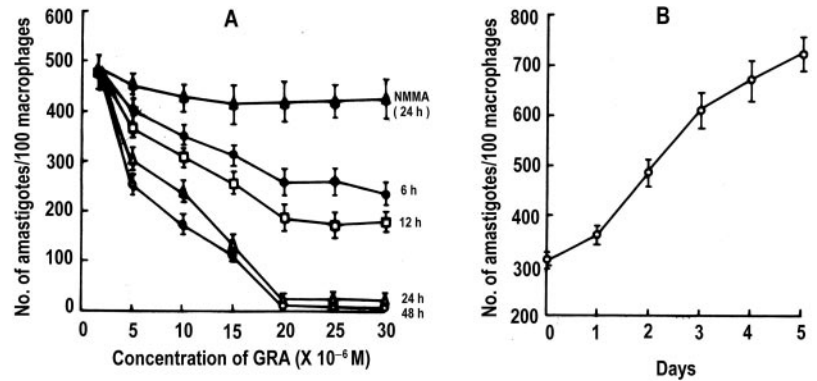 A
No. of amastigotes/100 macrophages
600
500
400
300
200
100
0
NMMA
(24 h)
6 h
12 h
24 h
48 h
0 5 10 15 20 25 30
Concentration of GRA (X 10⁻⁶ M)
B
No. of amastigotes/100 macrophages
800
700
600
500
400
300
200
0 1 2 3 4 5
Days